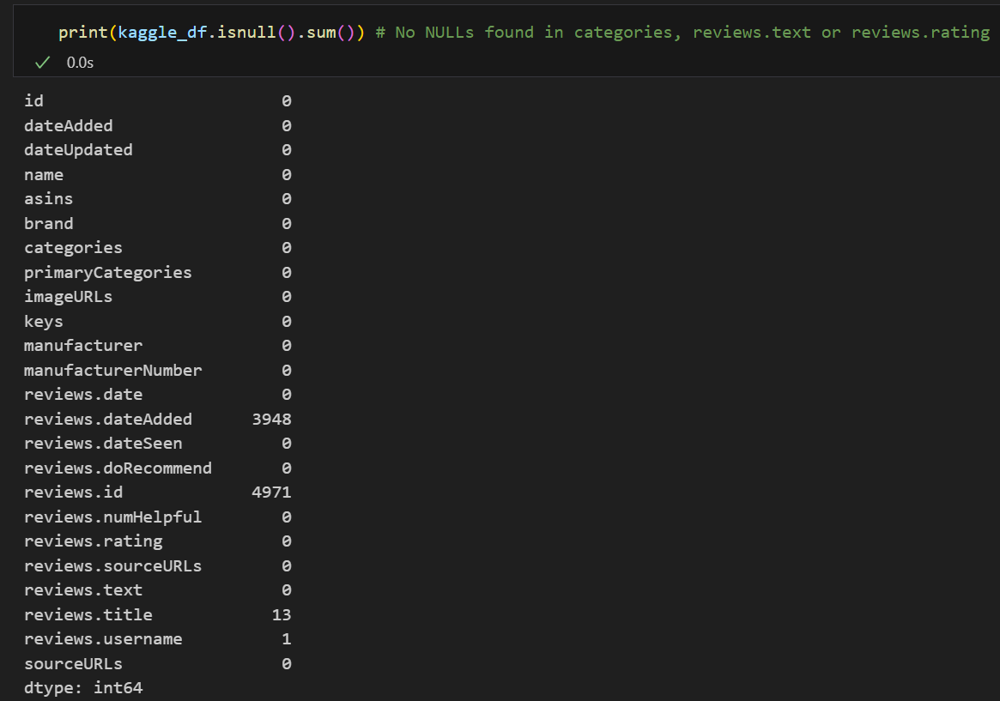 print(kaggle_df.isnull().sum()) # No NULLs found in categories, reviews.text or reviews.rating
0.0s
id 0
dateAdded 0
dateUpdated 0
name 0
asins 0
brand 0
categories 0
primaryCategories 0
imageURLs 0
keys 0
manufacturer 0
manufacturerNumber 0
reviews.date 0
reviews.dateAdded 3948
reviews.dateSeen 0
reviews.doRecommend 0
reviews.id 4971
reviews.numHelpful 0
reviews.rating 0
reviews.sourceURLs 0
reviews.text 0
reviews.title 13
reviews.username 1
sourceURLs 0
dtype: int64